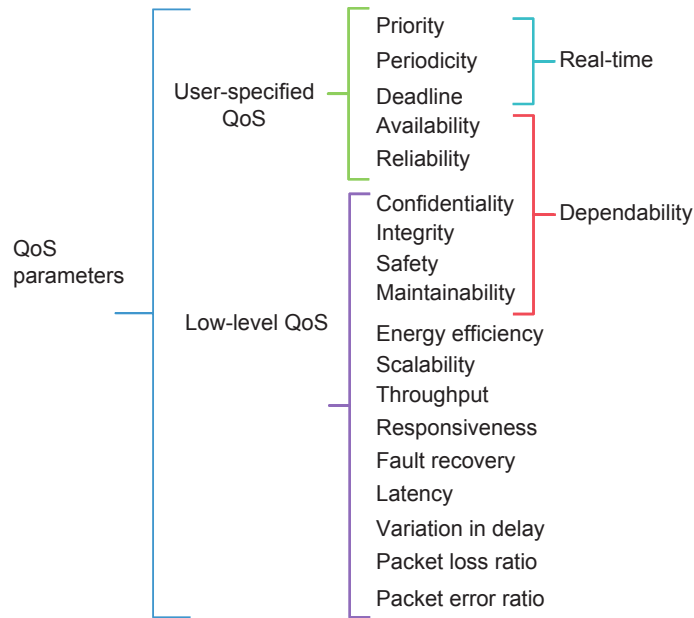 QoS
parameters
User-specified
QoS
Priority
Periodicity
Deadline
Availability
Reliability
Real-time
Low-level QoS
Confidentiality
Integrity
Safety
Maintainability
Energy efficiency
Scalability
Throughput
Responsiveness
Fault recovery
Latency
Variation in delay
Packet loss ratio
Packet error ratio
Dependability